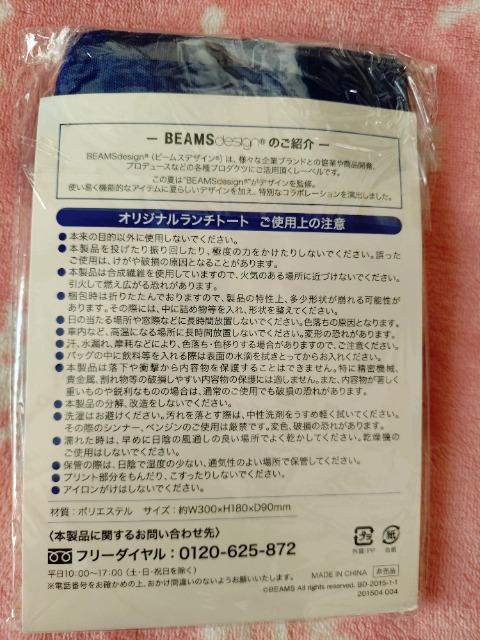 ― BEAMSdesign® のご紹介 ―
BEAMSdesign®(ビームスデザイン®)は、様々な企業ブランドとの協業や商品開発、
プロデュースなどの各種プロダクツにご活用頂くレーベルです。
この夏は"BEAMSdesign®"がデザインを監修。
使い易く機能的なアイテムに夏らしいデザインを加え、特別なコラボレーションを演出しました。
オリジナルランチトート ご使用上の注意
●本来の目的以外に使用しないでください。
●本製品を投げたり振り回したり、極度の力をかけたりしないでください。誤った
ご使用は、けがや破損の原因となることがあります。
●本製品は合成繊維を使用していますので、火気のある場所に近づけないでください。
引火して燃え広がる恐れがあります。
●梱包時は折りたたんでおりますので、製品の特性上、多少形状が崩れる可能性が
あります。その際には、中に詰め物等を入れ、形状を整えてください。
●日の当たる場所や窓際などに長時間放置しないでください。色落ちの原因となります。
●車内など、高温になる場所に長時間放置しないでください。変形の恐れがあります。
●汗、水濡れ、摩耗などにより、色落ち・色移りする場合がありますので、ご注意ください。
●バッグの中に飲料等を入れる際は表面の水滴を拭きとってからお入れください。
●本製品は落下や衝撃から内容物を保護することはできません。特に精密機械、
貴金属、割れ物等の破損しやすい内容物の保護には適しません。また、内容物が著しく
重いものや鋭利なものの場合は、通常のご使用でも破損の恐れがあります。
●本製品の分解、改造をしないでください。
●洗濯はお避けください。汚れを落とす際は、中性洗剤をうすめ軽く拭いてください。
その際のシンナー、ベンジンのご使用は厳禁です。変色、破損の恐れがあります。
●濡れた時は、早めに日陰の風通しの良い場所でよく乾かしてください。乾燥機の
ご使用はしないでください。
●保管の際は、日陰で湿度の少ない、通気性のよい場所で保管してください。
●プリント部分をもんだり、こすったりしないでください。
●アイロンがけはしないでください。
材質:ポリエステル サイズ:約W300×H180×D90mm
〈本製品に関するお問い合わせ先〉
フリーダイヤル:0120-625-872
平日10:00~17:00(土・日・祝日を除く)
※電話番号をお確かめの上、おかけ間違いのないようお願いいたします。
プラ
外装:PP
紙
台紙
MADE IN CHINA 非売品
©BEAMS All rights reserved. BD-2015-1-1
201504 004